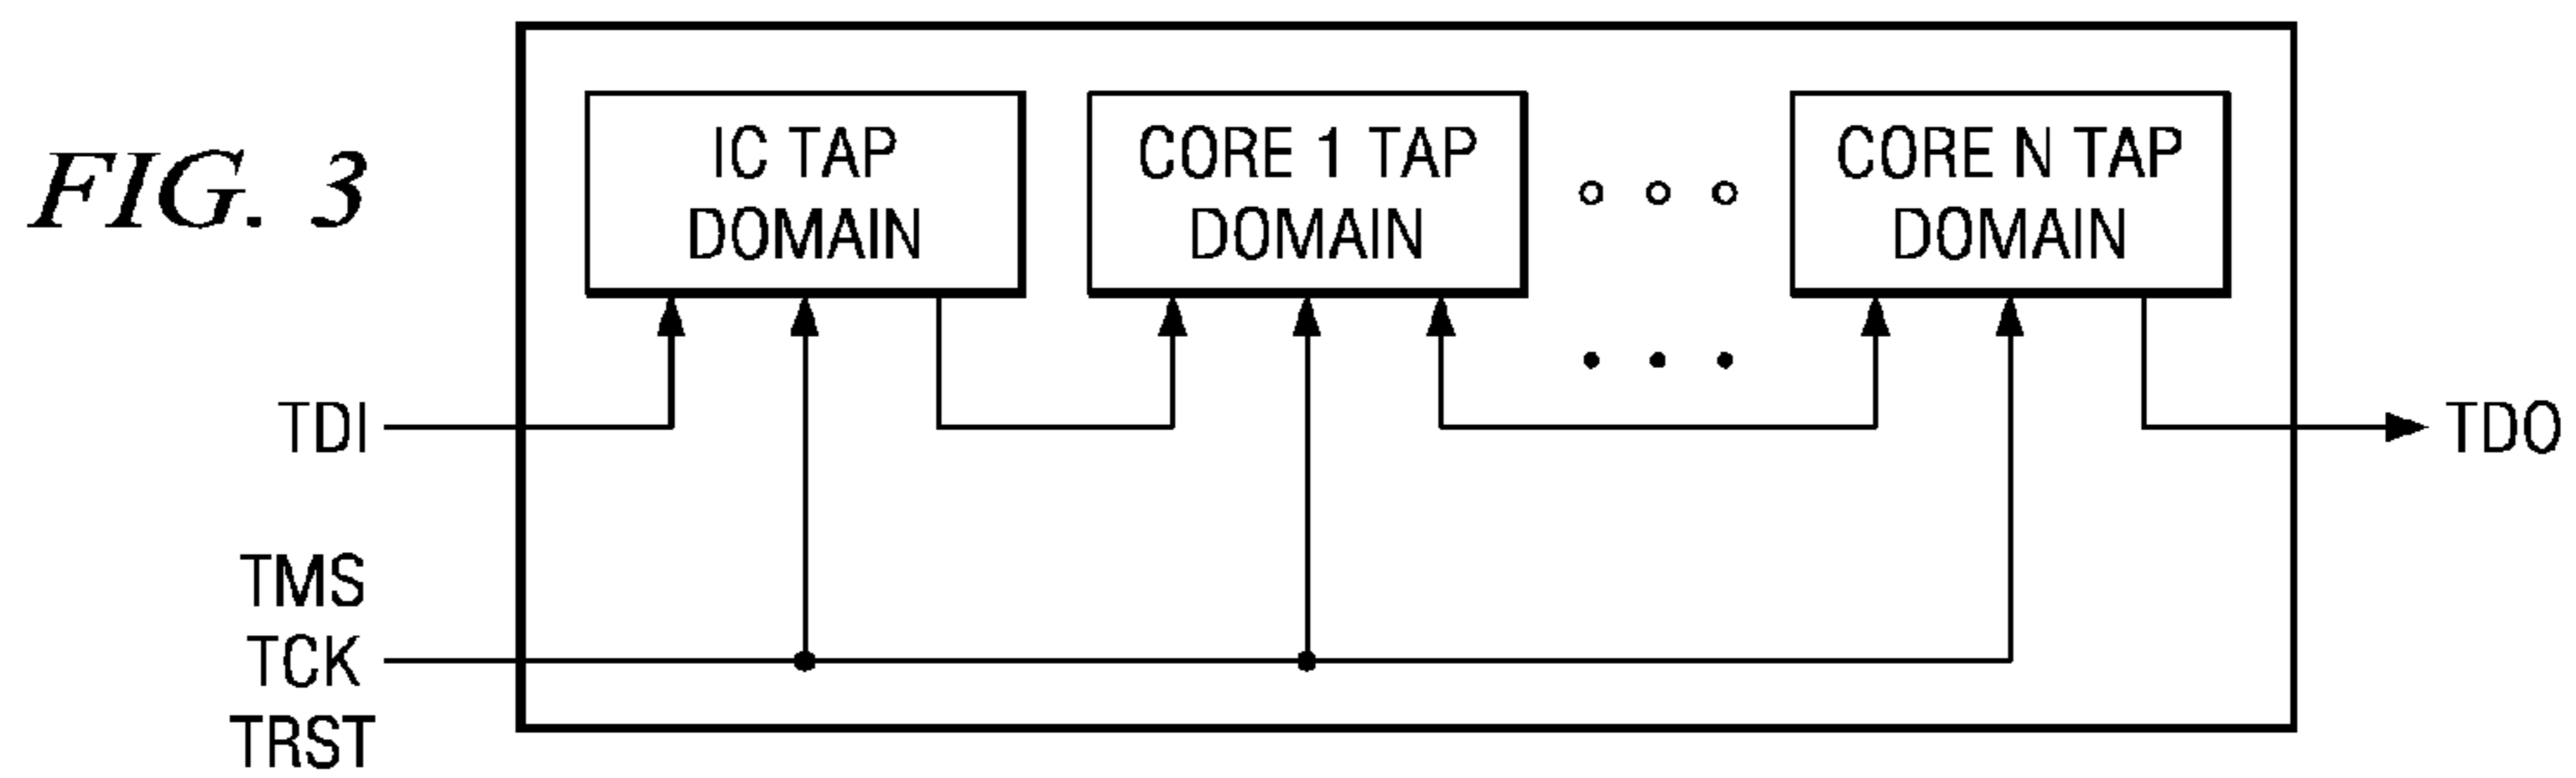 FIG. 3
IC TAP
DOMAIN
CORE 1 TAP
DOMAIN
CORE N TAP
DOMAIN
TDI
TDO
TMS
TCK
TRST